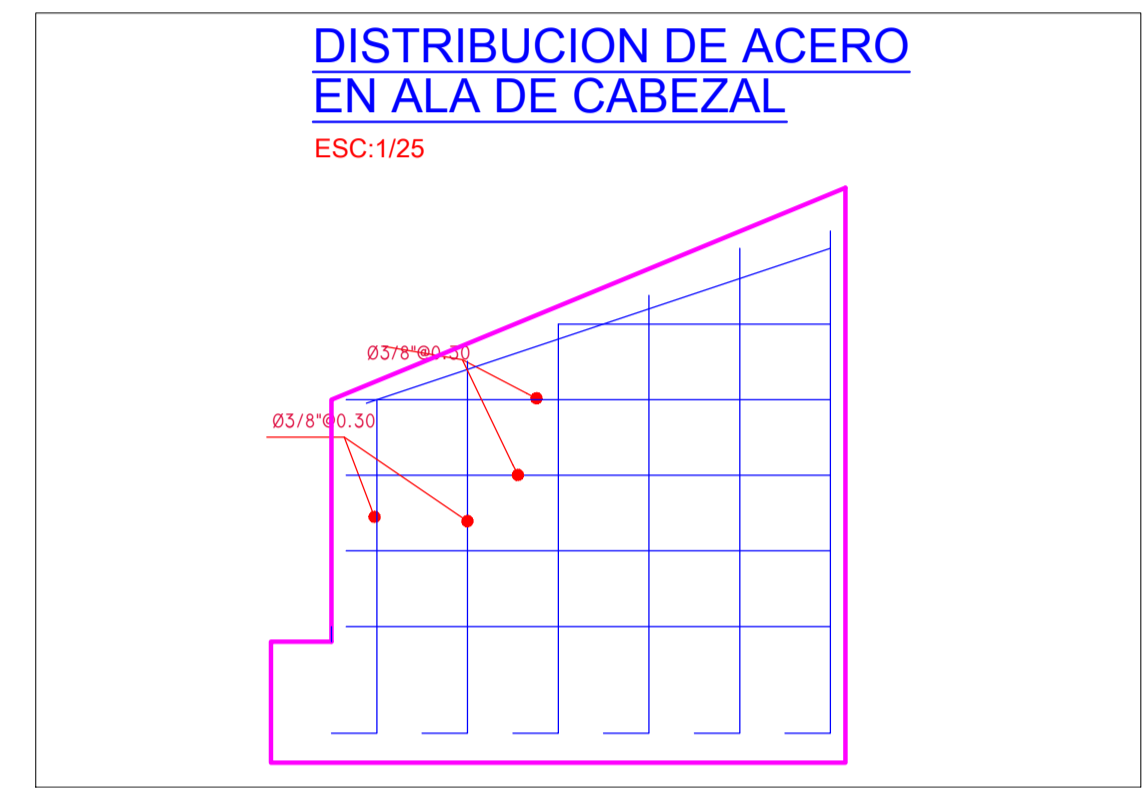 DISTRIBUCION DE ACERO
EN ALA DE CABEZAL
ESC:1/25
Ø3/8"@0.30
Ø3/8"@0.30